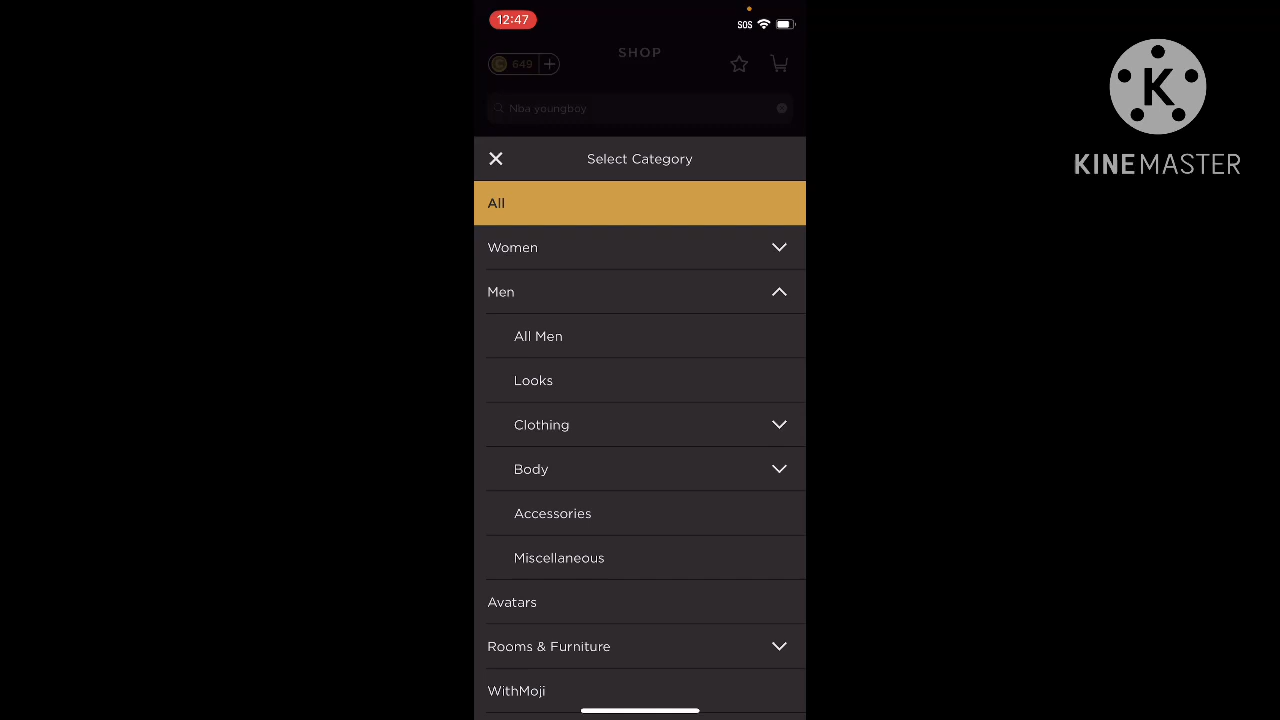 12:47
SOS
SHOP
C 649 +
Nba youngboy
Select Category
All
Women
Men
All Men
Looks
Clothing
Body
Accessories
Miscellaneous
Avatars
Rooms & Furniture
WithMoji
K
KINEMASTER